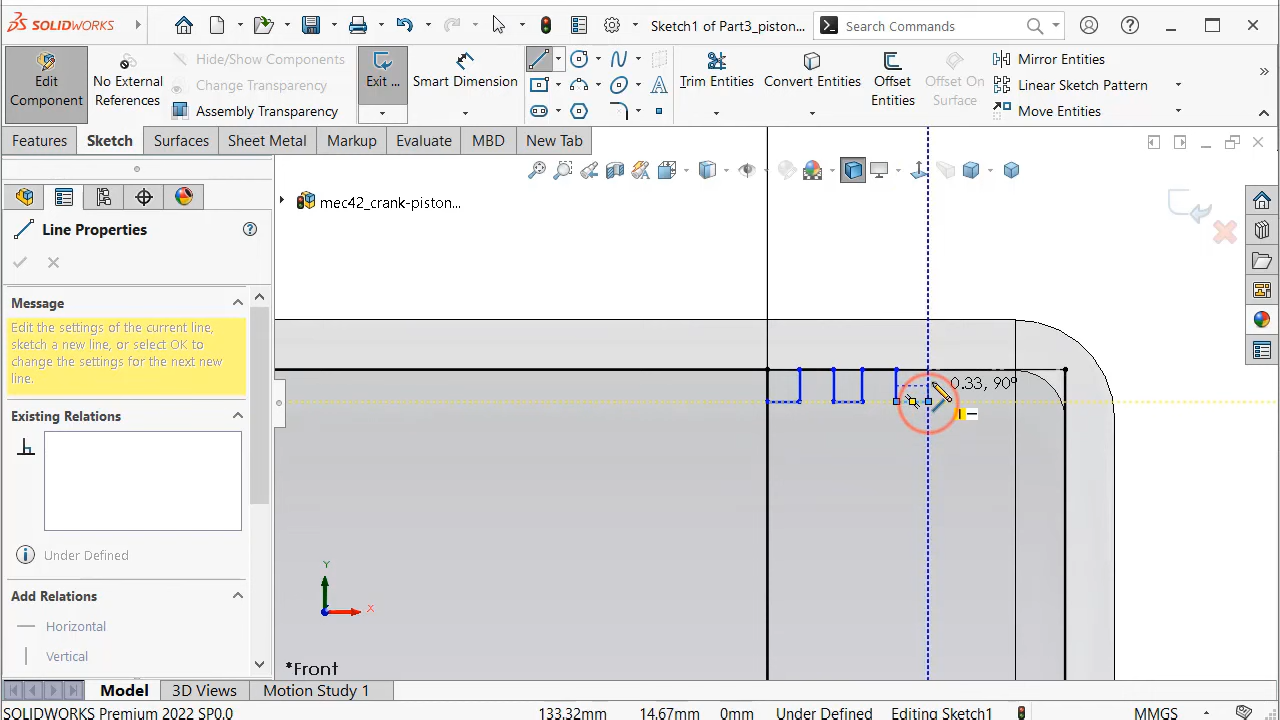 SOLIDWORKS
Sketch1 of Part3_piston...
Search Commands
Edit
Component
No External
References
Hide/Show Components
Change Transparency
Assembly Transparency
Exit ...
Smart Dimension
Trim Entities
Convert Entities
Offset
Entities
Offset On
Surface
Mirror Entities
Linear Sketch Pattern
Move Entities
Features
Sketch
Sheet Metal
Surfaces
Markup
Evaluate
MBD
New Tab
mec42_crank-piston...
Line Properties
Message
Edit the settings of the current line,
sketch a new line, or select OK to
change the settings for the next new
line.
Existing Relations
Under Defined
Add Relations
Horizontal
Vertical
0.33, 90°
Y
X
*Front
Model
3D Views
Motion Study 1
SOLIDWORKS Premium 2022 SP0.0
133.32mm
14.67mm
0mm
Under Defined
Editing Sketch1
MMGS